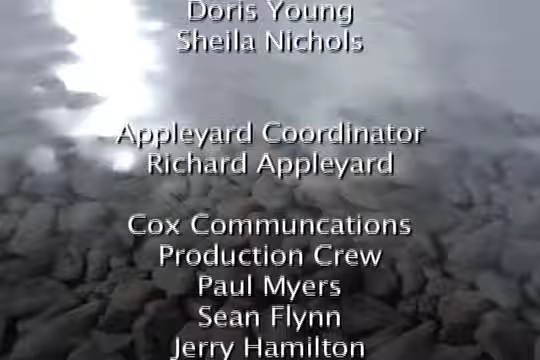 Doris Young
Sheila Nichols
Appleyard Coordinator
Richard Appleyard
Cox Communcations
Production Crew
Paul Myers
Sean Flynn
Jerry Hamilton